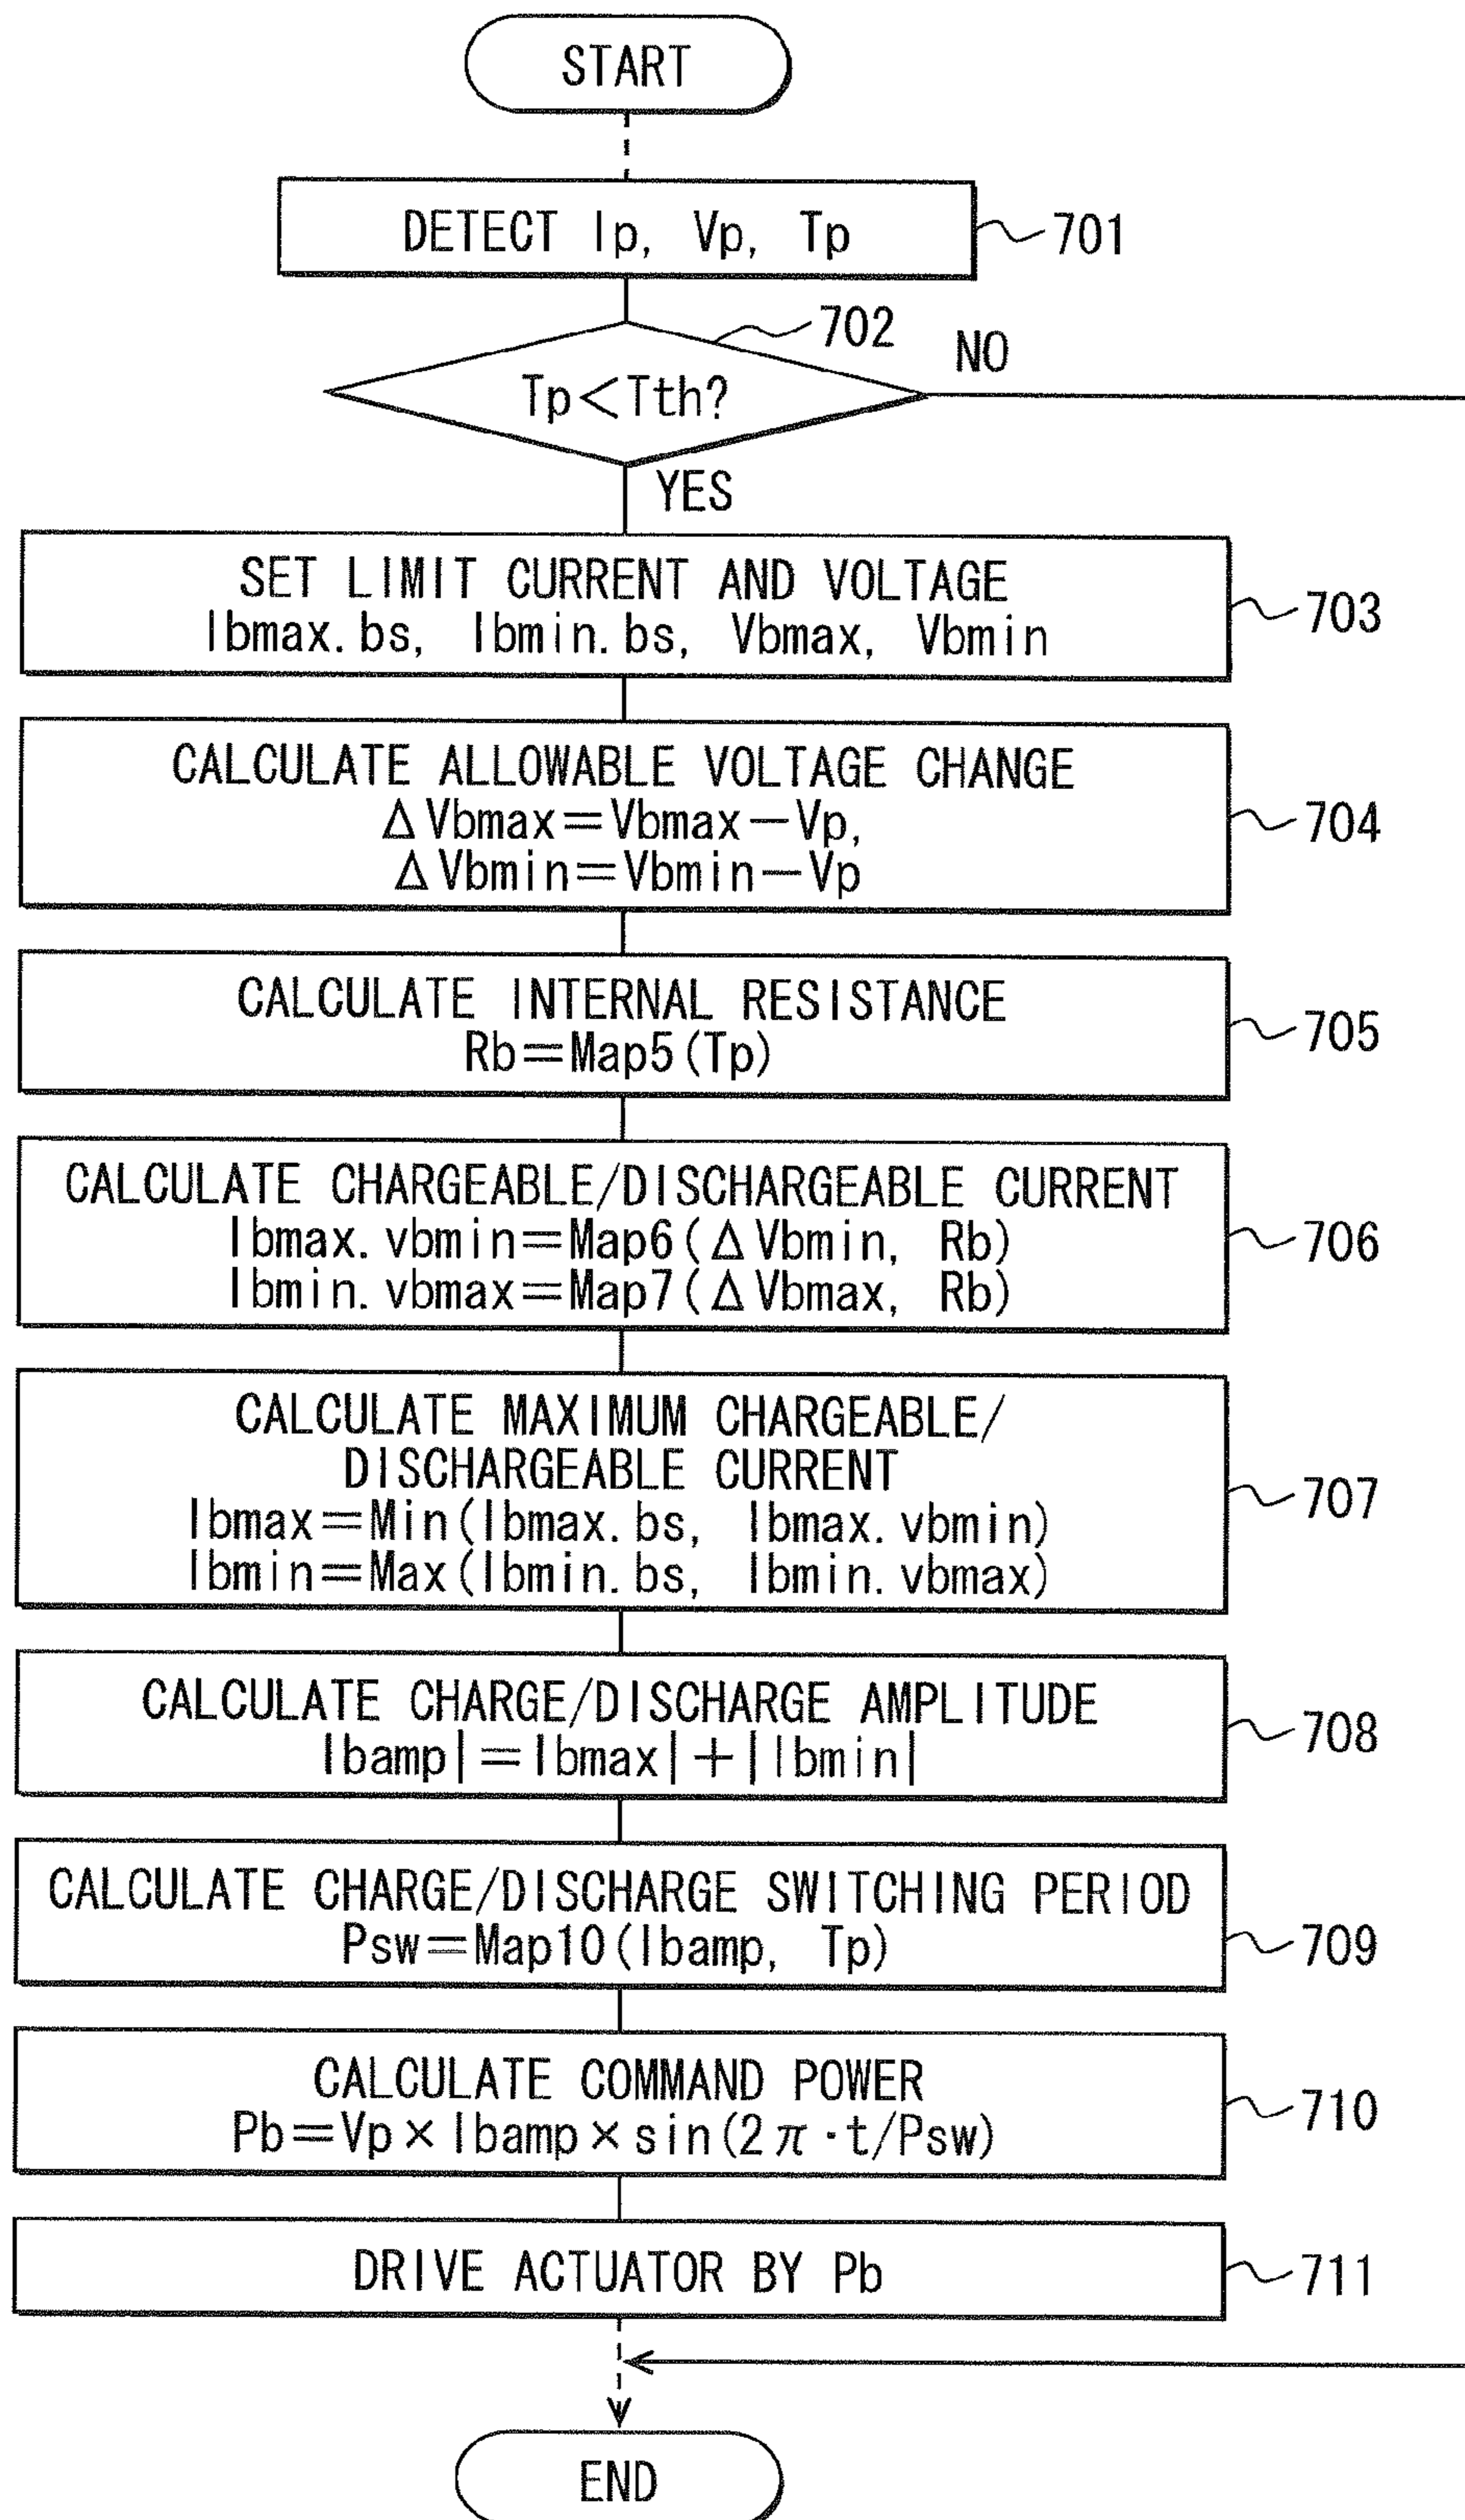 START
DETECT Ip, Vp, Tp
701
702
NO
Tp<Tth?
YES
SET LIMIT CURRENT AND VOLTAGE
Ibmax.bs, Ibmin.bs, Vbmax, Vbmin
703
CALCULATE ALLOWABLE VOLTAGE CHANGE
ΔVbmax=Vbmax−Vp,
ΔVbmin=Vbmin−Vp
704
CALCULATE INTERNAL RESISTANCE
Rb=Map5(Tp)
705
CALCULATE CHARGEABLE/DISCHARGEABLE CURRENT
Ibmax.vbmin=Map6(ΔVbmin, Rb)
Ibmin.vbmax=Map7(ΔVbmax, Rb)
706
CALCULATE MAXIMUM CHARGEABLE/
DISCHARGEABLE CURRENT
Ibmax=Min(Ibmax.bs, Ibmax.vbmin)
Ibmin=Max(Ibmin.bs, Ibmin.vbmax)
707
CALCULATE CHARGE/DISCHARGE AMPLITUDE
Ibamp|=Ibmax|+|Ibmin|
708
CALCULATE CHARGE/DISCHARGE SWITCHING PERIOD
Psw=Map10(Ibamp, Tp)
709
CALCULATE COMMAND POWER
Pb=Vp×Ibamp×sin(2π·t/Psw)
710
DRIVE ACTUATOR BY Pb
711
END